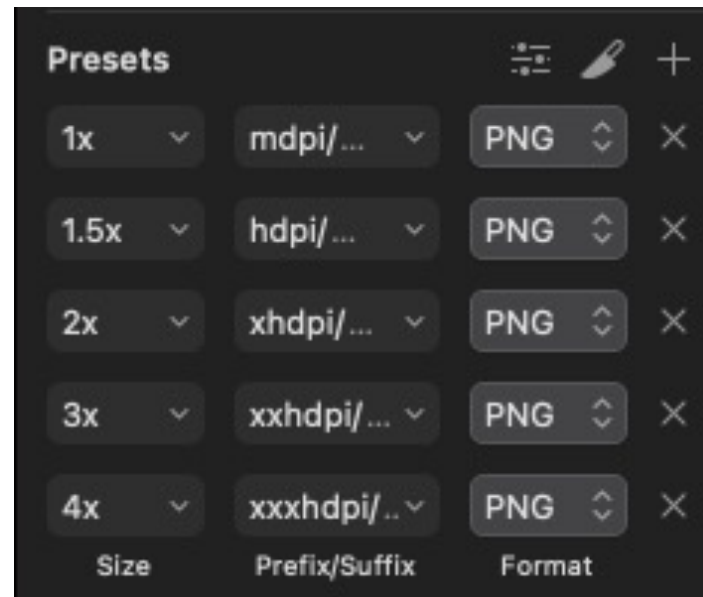 Presets
1x mdpi/... PNG
1.5x hdpi/... PNG
2x xhdpi/... PNG
3x xxhdpi/... PNG
4x xxxhdpi/.. PNG
Size Prefix/Suffix Format